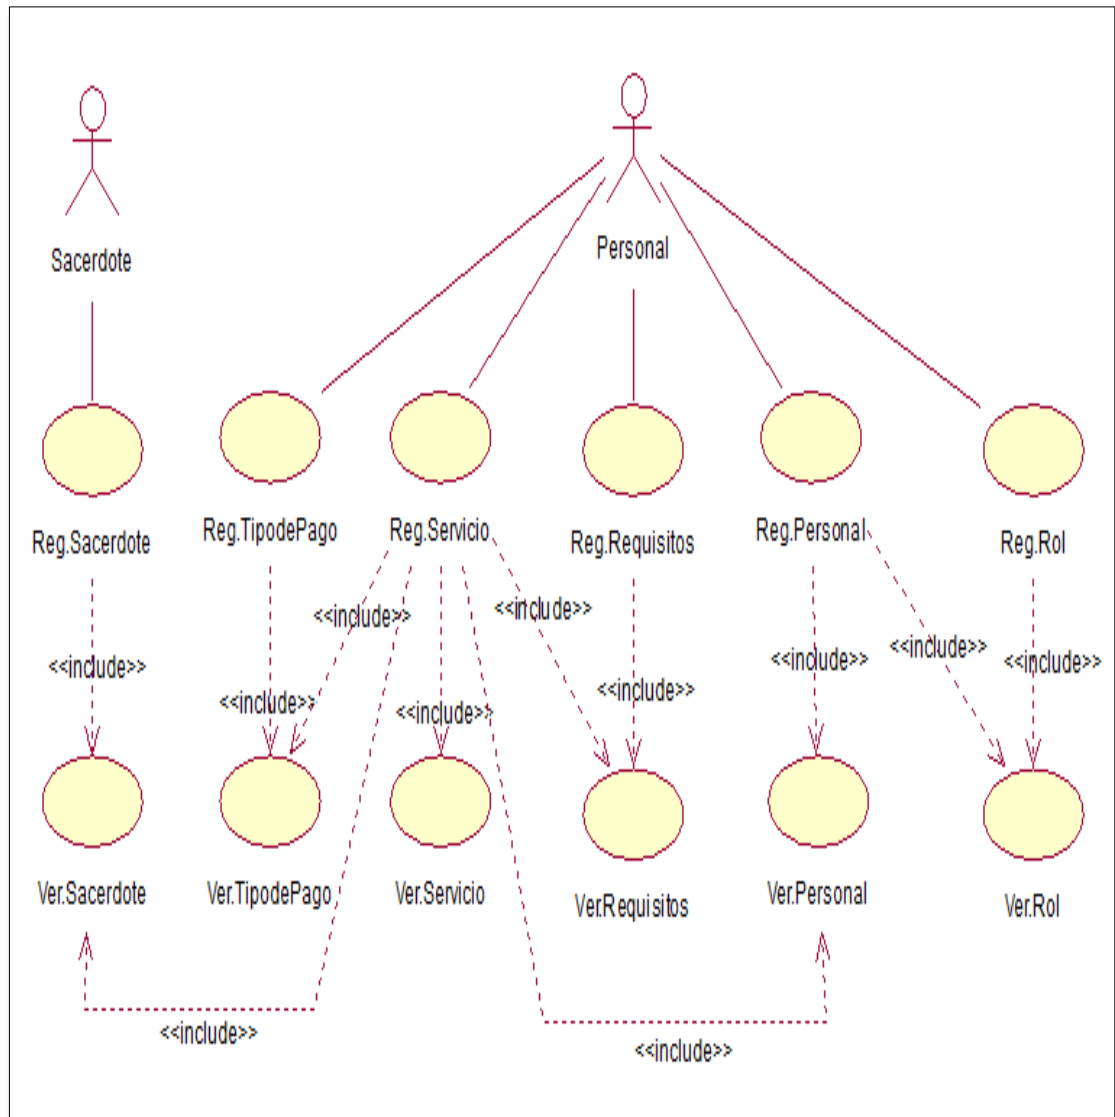 Sacerdote
Personal
Reg.Sacerdote
Reg.TipodePago
Reg.Servicio
Reg.Requisitos
Reg.Personal
Reg.Rol
<<include>>
<<include>>
<<include>>
<<include>>
<<include>>
<<include>>
<<include>>
<<include>>
<<include>>
Ver.Sacerdote
Ver.TipodePago
Ver.Servicio
Ver.Requisitos
Ver.Personal
Ver.Rol
<<include>>
<<include>>